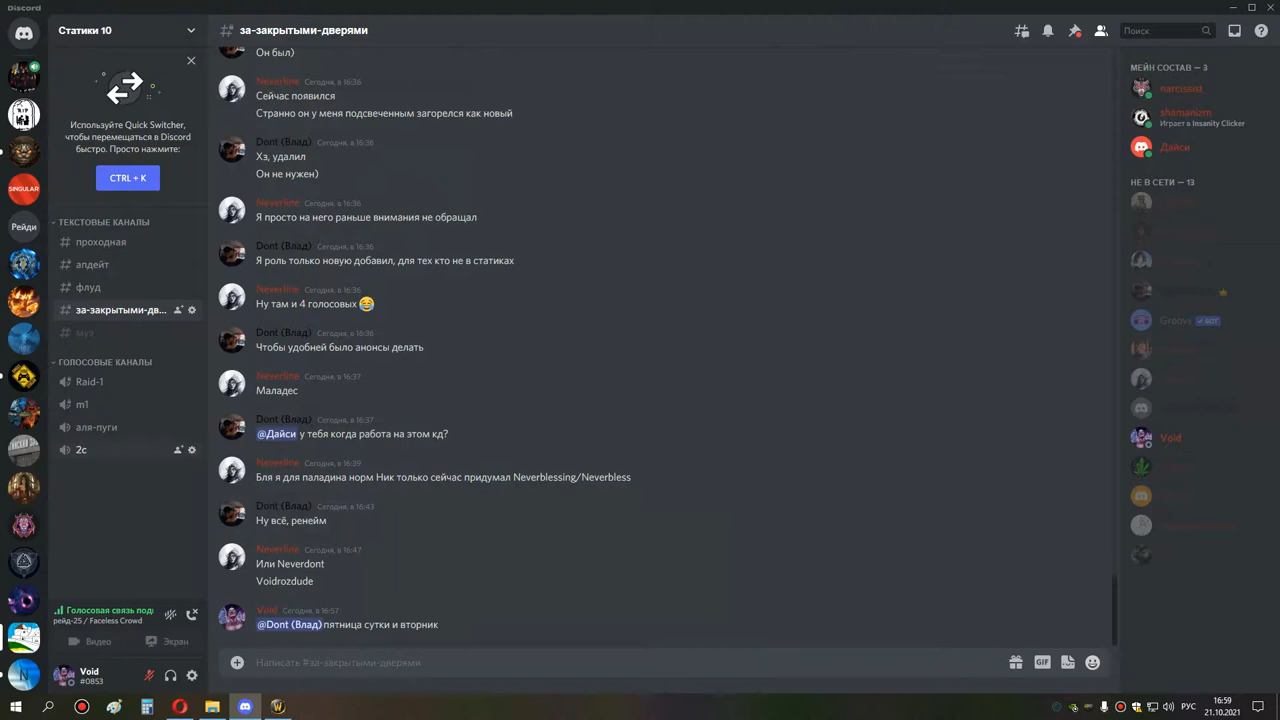 Discord
Статики 10
за-закрытыми-дверями
Поиск
Используйте Quick Switcher,
чтобы перемещаться в Discord
быстро. Просто нажмите:
CTRL + K
ТЕКСТОВЫЕ КАНАЛЫ
проходная
апдейт
флуд
за-закрытыми-дв...
муз
ГОЛОСОВЫЕ КАНАЛЫ
Raid-1
m1
аля-пуги
2c
SINGULAR
Рейди
RIP
N
Голосовая связь подк
рейд-25 / Faceless Crowd
Видео
Экран
Void
#0853
Он был)
Neverline Сегодня, в 16:36
Сейчас появился
Странно он у меня подсвеченным загорелся как новый
Dont (Влад) Сегодня, в 16:36
Хз, удалил
Он не нужен)
Neverline Сегодня, в 16:36
Я просто на него раньше внимания не обращал
Dont (Влад) Сегодня, в 16:36
Я роль только новую добавил, для тех кто не в статиках
Neverline Сегодня, в 16:36
Ну там и 4 голосовых 😂
Dont (Влад) Сегодня, в 16:36
Чтобы удобней было анонсы делать
Neverline Сегодня, в 16:37
Маладес
Dont (Влад) Сегодня, в 16:37
@Дайси у тебя когда работа на этом кд?
Neverline Сегодня, в 16:39
Бля я для паладина норм Ник только сейчас придумал Neverblessing/Neverbless
Dont (Влад) Сегодня, в 16:43
Ну всё, ренейм
Neverline Сегодня, в 16:47
Или Neverdont
Voidrozdude
Void Сегодня, в 16:57
@Dont (Влад) пятница сутки и вторник
Написать #за-закрытыми-дверями
GIF
МЕЙН СОСТАВ — 3
narcissist
shamanizm
Играет в Insanity Clicker
Дайси
НЕ В СЕТИ — 13
Groovy БОТ
Void
РУС
16:59
21.10.2021